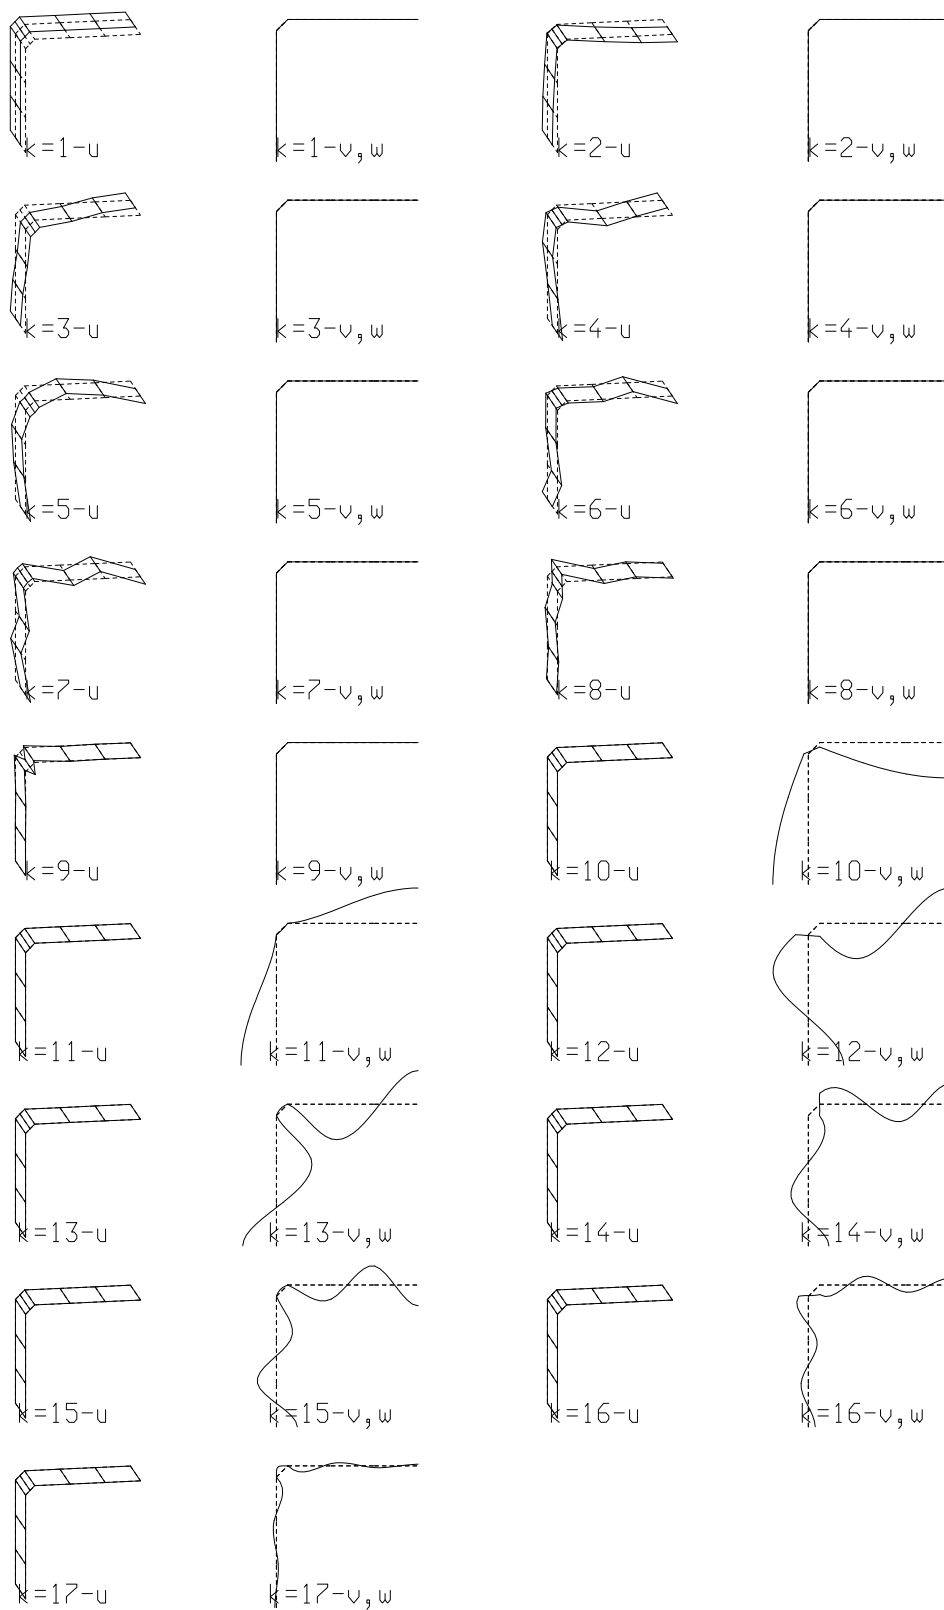 k=1-u k=1-v,w k=2-u k=2-v,w
k=3-u k=3-v,w k=4-u k=4-v,w
k=5-u k=5-v,w k=6-u k=6-v,w
k=7-u k=7-v,w k=8-u k=8-v,w
k=9-u k=9-v,w k=10-u k=10-v,w
k=11-u k=11-v,w k=12-u k=12-v,w
k=13-u k=13-v,w k=14-u k=14-v,w
k=15-u k=15-v,w k=16-u k=16-v,w
k=17-u k=17-v,w